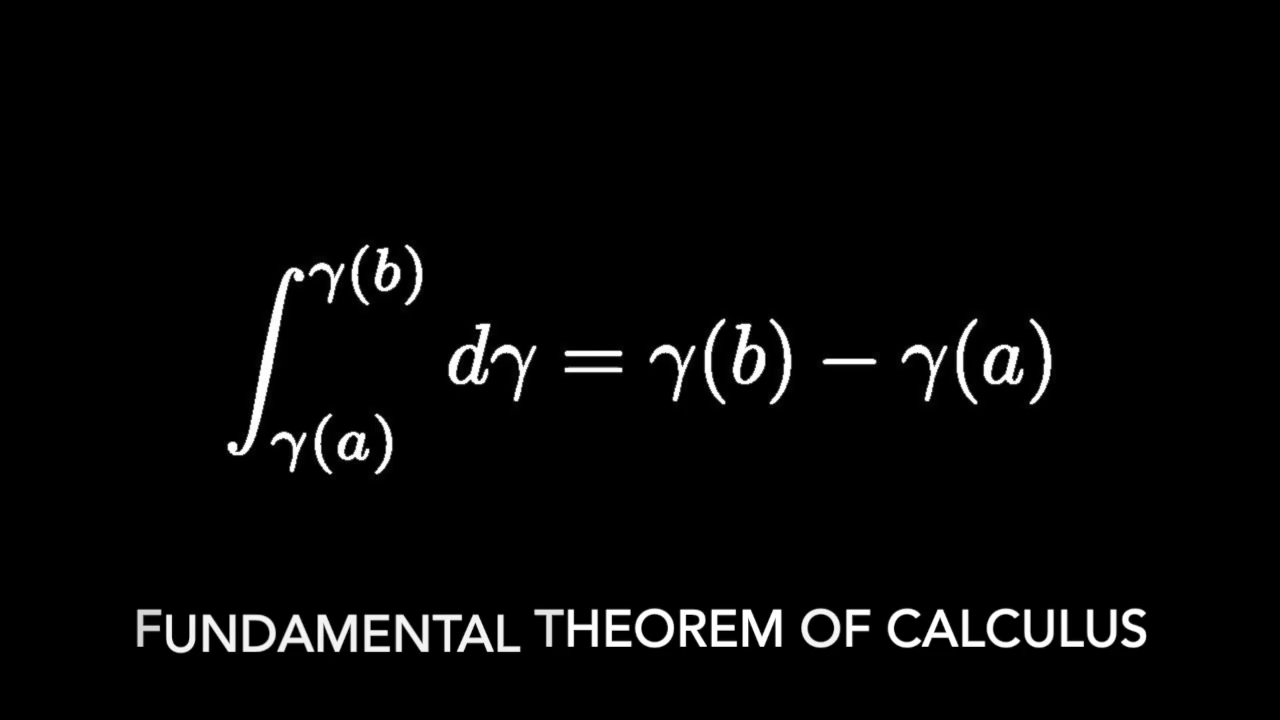 ∫_{γ(a)}^{γ(b)} dγ = γ(b) − γ(a)
FUNDAMENTAL THEOREM OF CALCULUS